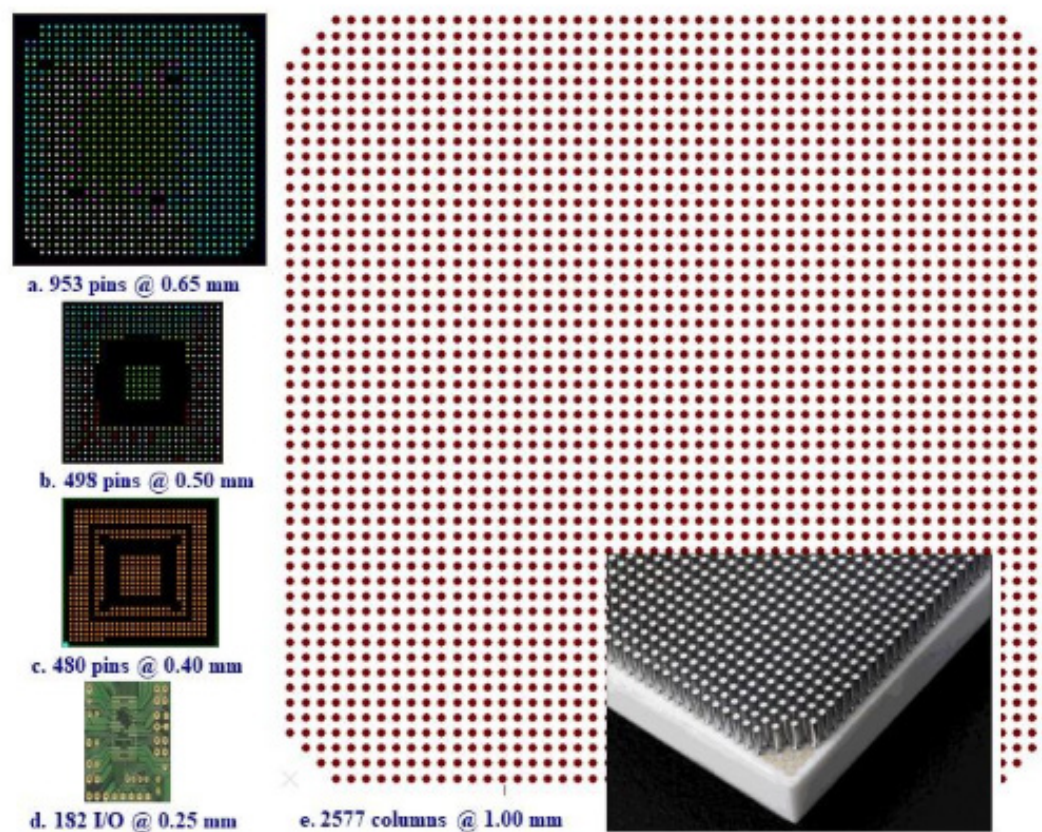 a. 953 pins @ 0.65 mm
b. 498 pins @ 0.50 mm
c. 480 pins @ 0.40 mm
d. 182 I/O @ 0.25 mm
e. 2577 columns @ 1.00 mm